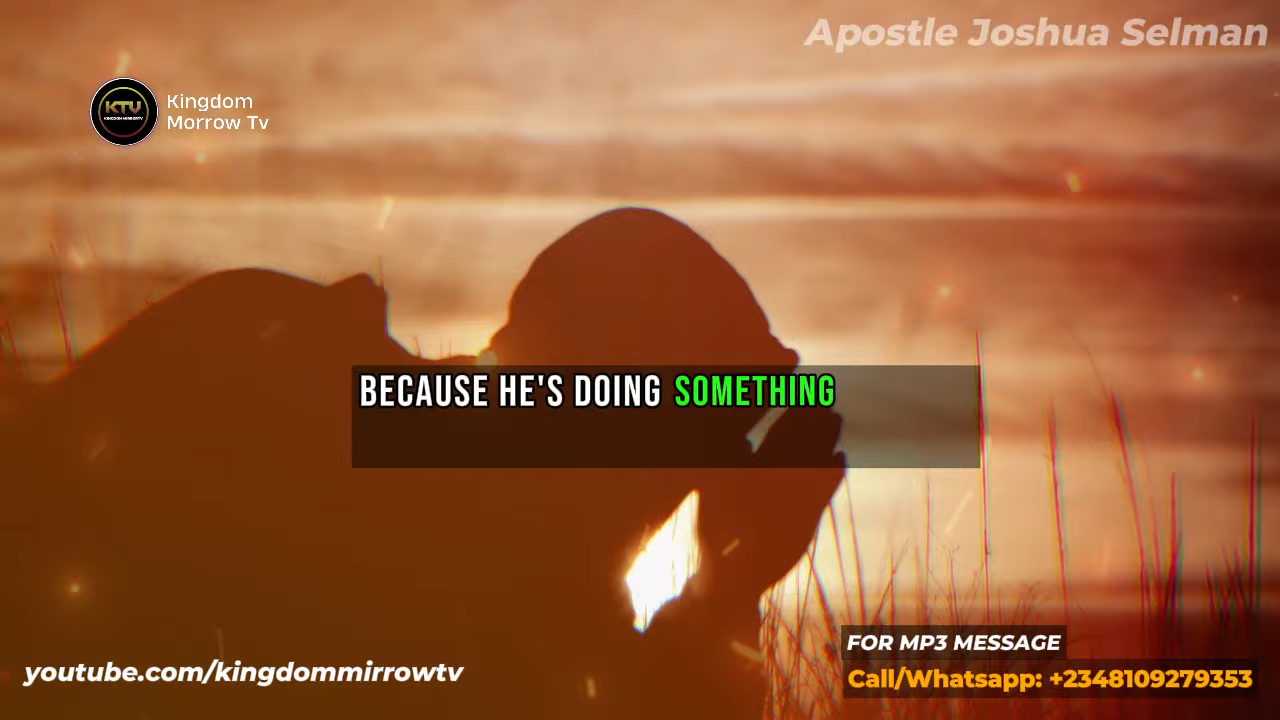 Apostle Joshua Selman
KTV
Kingdom
Morrow Tv
BECAUSE HE'S DOING SOMETHING
FOR MP3 MESSAGE
youtube.com/kingdommirrowtv
Call/Whatsapp: +2348109279353